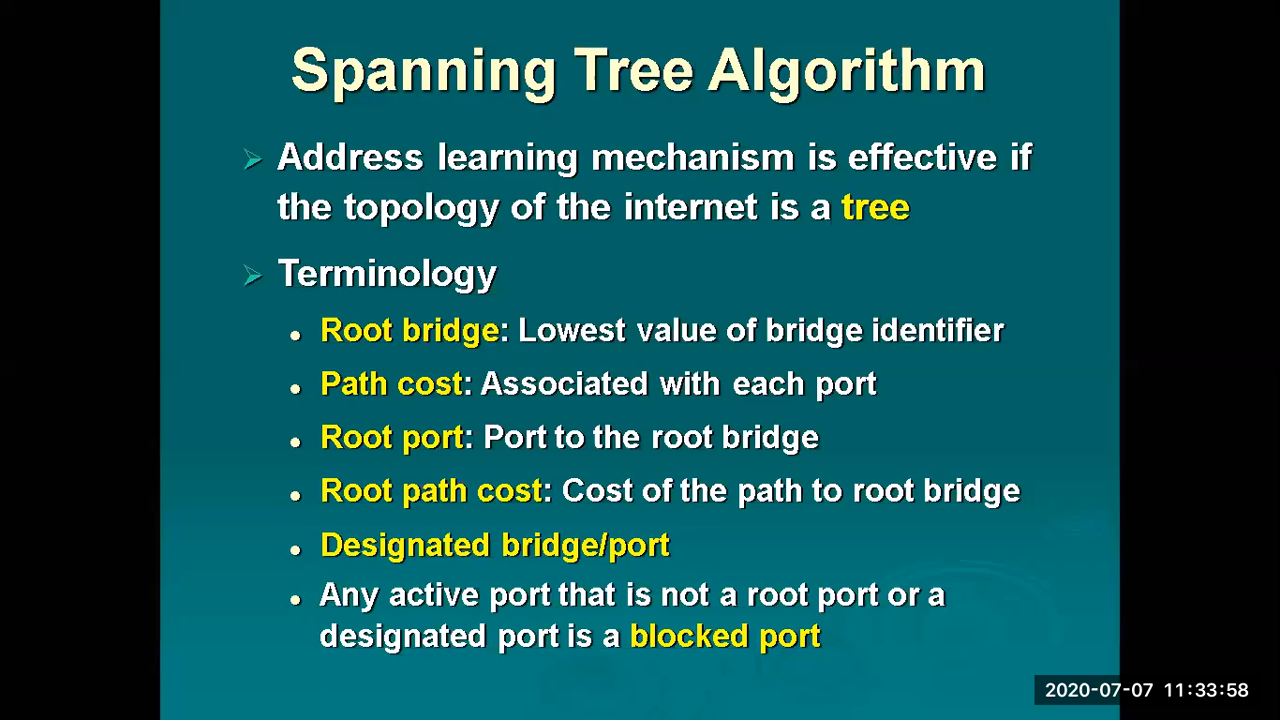 Spanning Tree Algorithm
Address learning mechanism is effective if
the topology of the internet is a tree
Terminology
Root bridge: Lowest value of bridge identifier
Path cost: Associated with each port
Root port: Port to the root bridge
Root path cost: Cost of the path to root bridge
Designated bridge/port
Any active port that is not a root port or a
designated port is a blocked port
2020-07-07 11:33:58